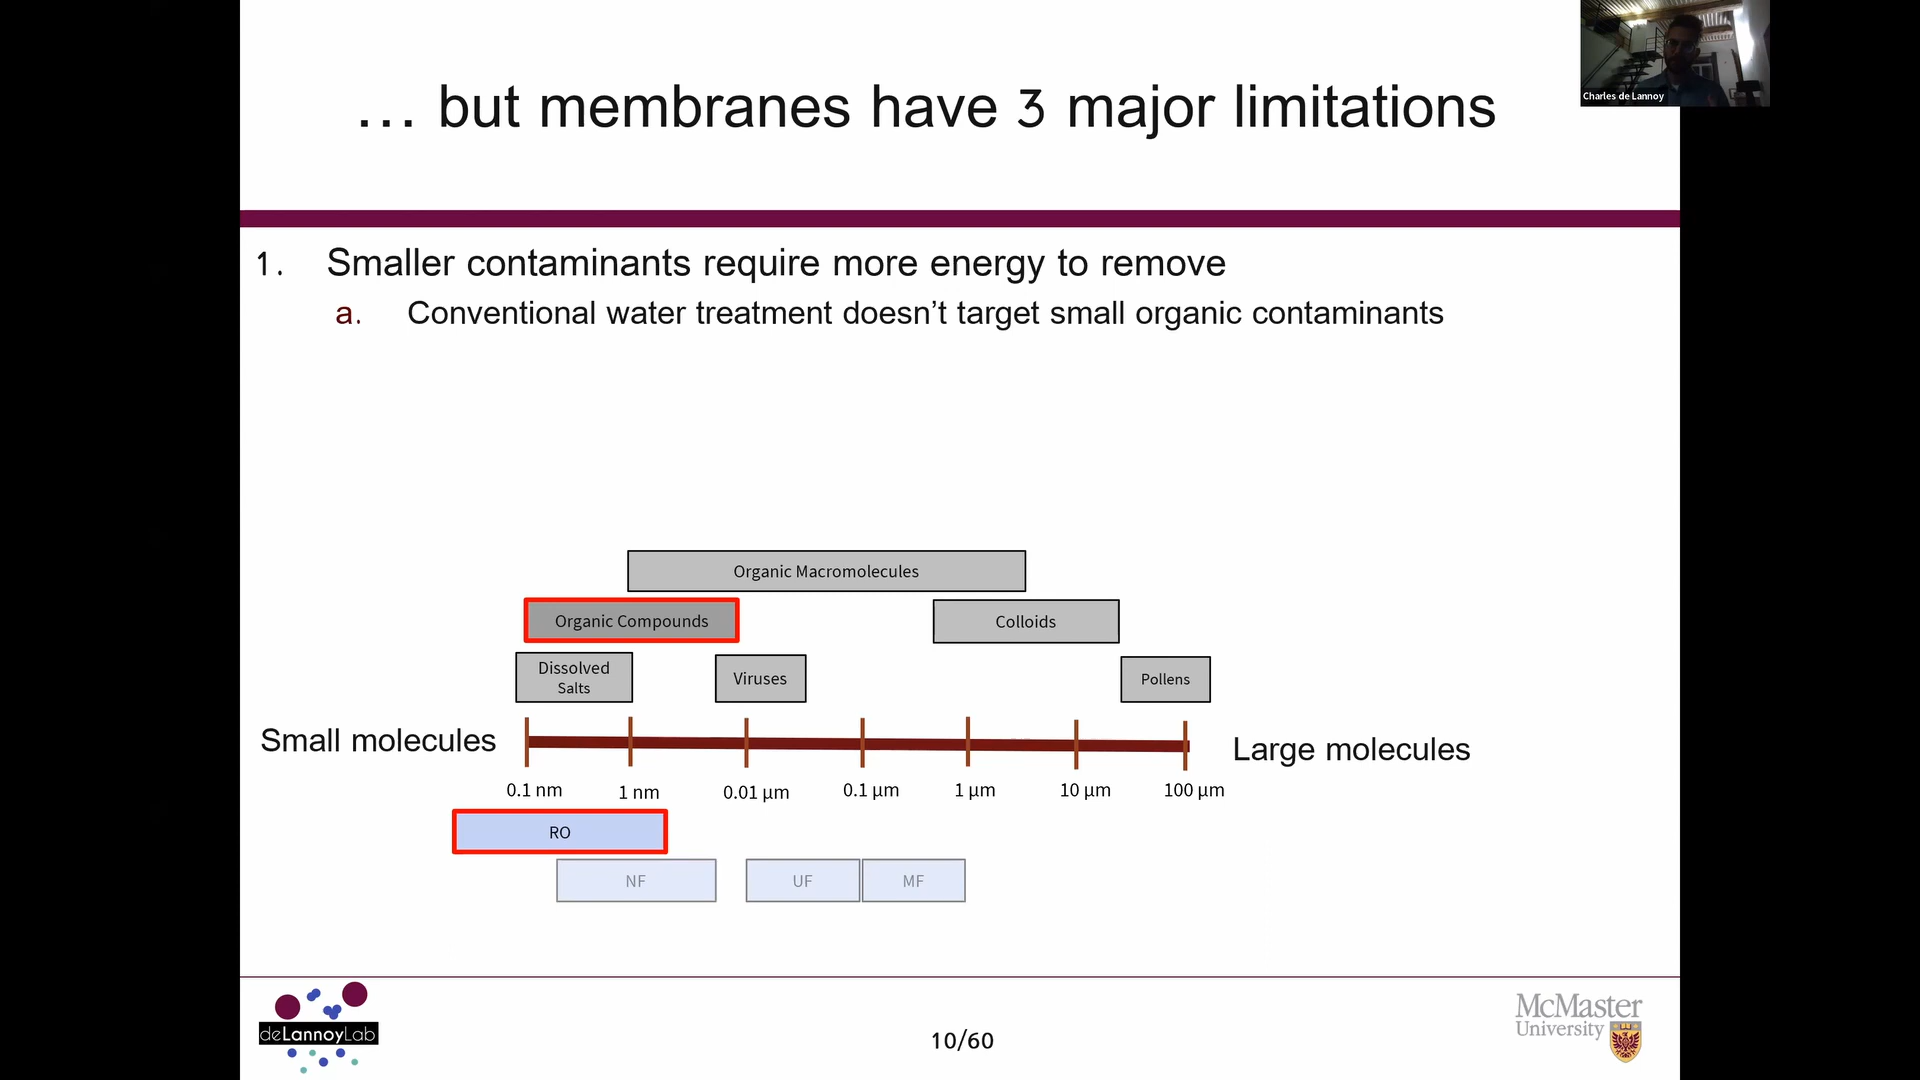 Charles de Lannoy
... but membranes have 3 major limitations
1. Smaller contaminants require more energy to remove
a. Conventional water treatment doesn’t target small organic contaminants
Organic Macromolecules
Organic Compounds
Colloids
Dissolved
Salts
Viruses
Pollens
Small molecules
Large molecules
0.1 nm
1 nm
0.01 µm
0.1 µm
1 µm
10 µm
100 µm
RO
NF
UF
MF
deLannoyLab
10/60
McMaster
University